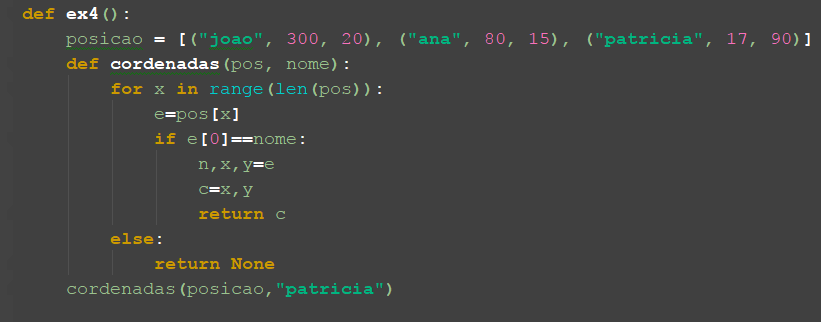 def ex4():
    posicao = [("joao", 300, 20), ("ana", 80, 15), ("patricia", 17, 90)]
    def cordenadas(pos, nome):
        for x in range(len(pos)):
            e=pos[x]
            if e[0]==nome:
                n,x,y=e
                c=x,y
                return c
        else:
            return None
    cordenadas(posicao,"patricia")